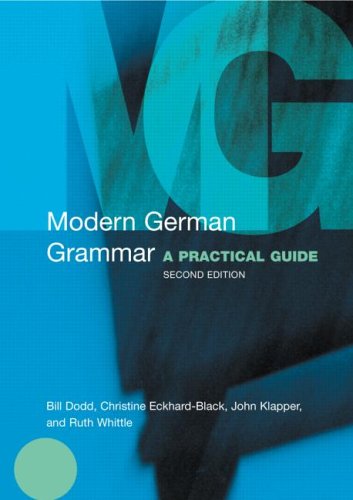 MG
Modern German
Grammar A PRACTICAL GUIDE
SECOND EDITION
Bill Dodd, Christine Eckhard-Black, John Klapper,
and Ruth Whittle